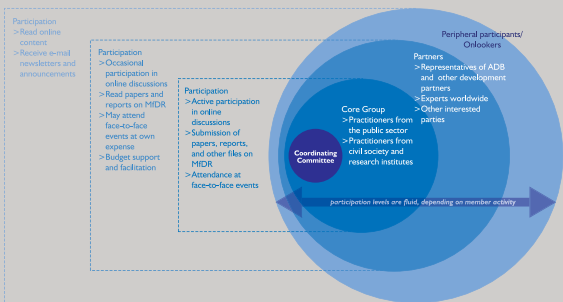 Participation
>Read online
content
>Receive e-mail
newsletters and
announcements
Participation
>Occasional
participation in
online discussions
>Read papers and
reports on MfDR
>May attend
face-to-face
events at own
expense
>Budget support
and facilitation
Participation
>Active participation
in online
discussions
>Submission of
papers, reports,
and other files on
MfDR
>Attendance at
face-to-face events
Coordinating
Committee
Core Group
>Practitioners from
the public sector
>Practitioners from
civil society and
research institutes
Partners
>Representatives of ADB
and other development
partners
>Experts worldwide
>Other interested
parties
Peripheral participants/
Onlookers
participation levels are fluid, depending on member activity